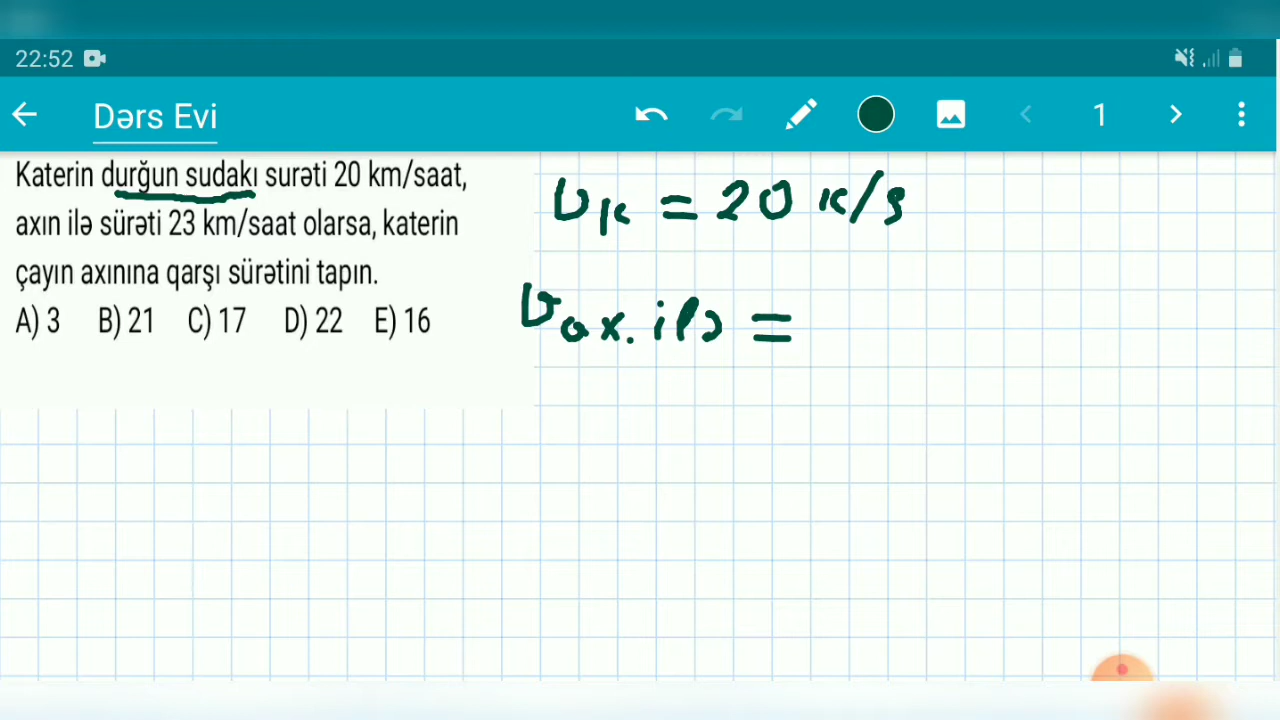 22:52
Dərs Evi
1
Katerin durğun sudakı surəti 20 km/saat,
axın ilə sürəti 23 km/saat olarsa, katerin
çayın axınına qarşı sürətini tapın.
A) 3 B) 21 C) 17 D) 22 E) 16
υk = 20 k/s
υax. ilə =